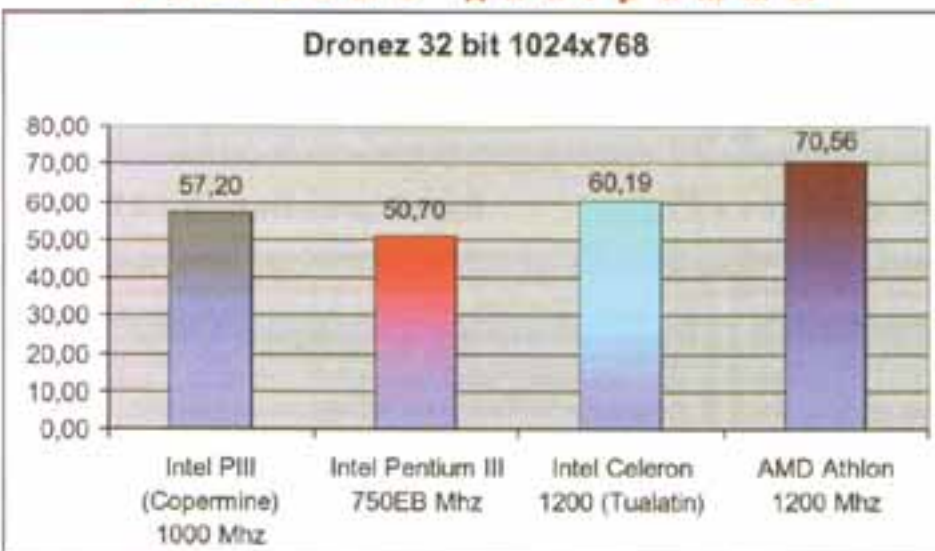 Dronez 32 bit 1024x768
80,00
70,00
60,00
50,00
40,00
30,00
20,00
10,00
0,00
57,20
50,70
60,19
70,56
Intel PIII
(Copermine)
1000 Mhz
Intel Pentium III
750EB Mhz
Intel Celeron
1200 (Tualatin)
AMD Athlon
1200 Mhz